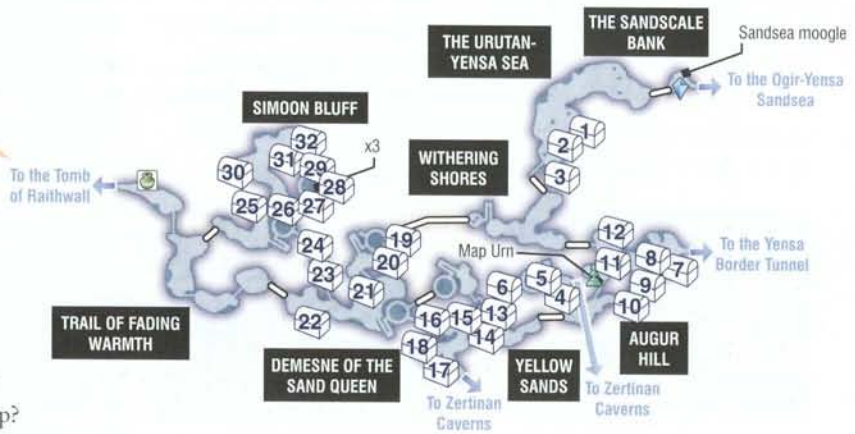 THE SANDSCALE
BANK
Sandsea moogle
THE URUTAN-
YENSA SEA
To the Ogir-Yensa
Sandsea
SIMOON BLUFF
x3
32
31
29
30
28
25
26
27
24
23
1
2
3
WITHERING
SHORES
To the Tomb
of Raithwall
19
20
21
22
Map Urn
12
11
8
7
9
10
To the Yensa
Border Tunnel
5
4
6
13
15
16
14
18
17
TRAIL OF FADING
WARMTH
DEMESNE OF THE
SAND QUEEN
YELLOW
SANDS
AUGUR
HILL
To Zertinan
Caverns
To Zertinan
Caverns
p?